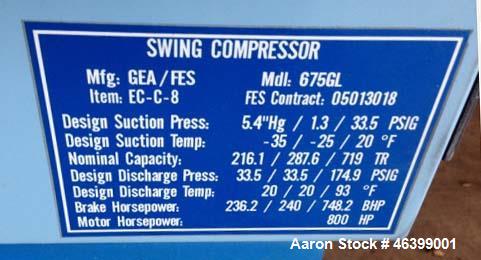 SWING COMPRESSOR
Mfg: GEA/FES Mdl: 675GL
Item: EC-C-8 FES Contract: 05013018
Design Suction Press: 5.4"Hg / 1.3 / 33.5 PSIG
Design Suction Temp: -35 / -25 / 20 °F
Nominal Capacity: 216.1 / 287.6 / 719 TR
Design Discharge Press: 33.5 / 33.5 / 174.9 PSIG
Design Discharge Temp: 20 / 20 / 93 °F
Brake Horsepower: 236.2 / 240 / 748.2 BHP
Motor Horsepower: 800 HP
Aaron Stock # 46399001